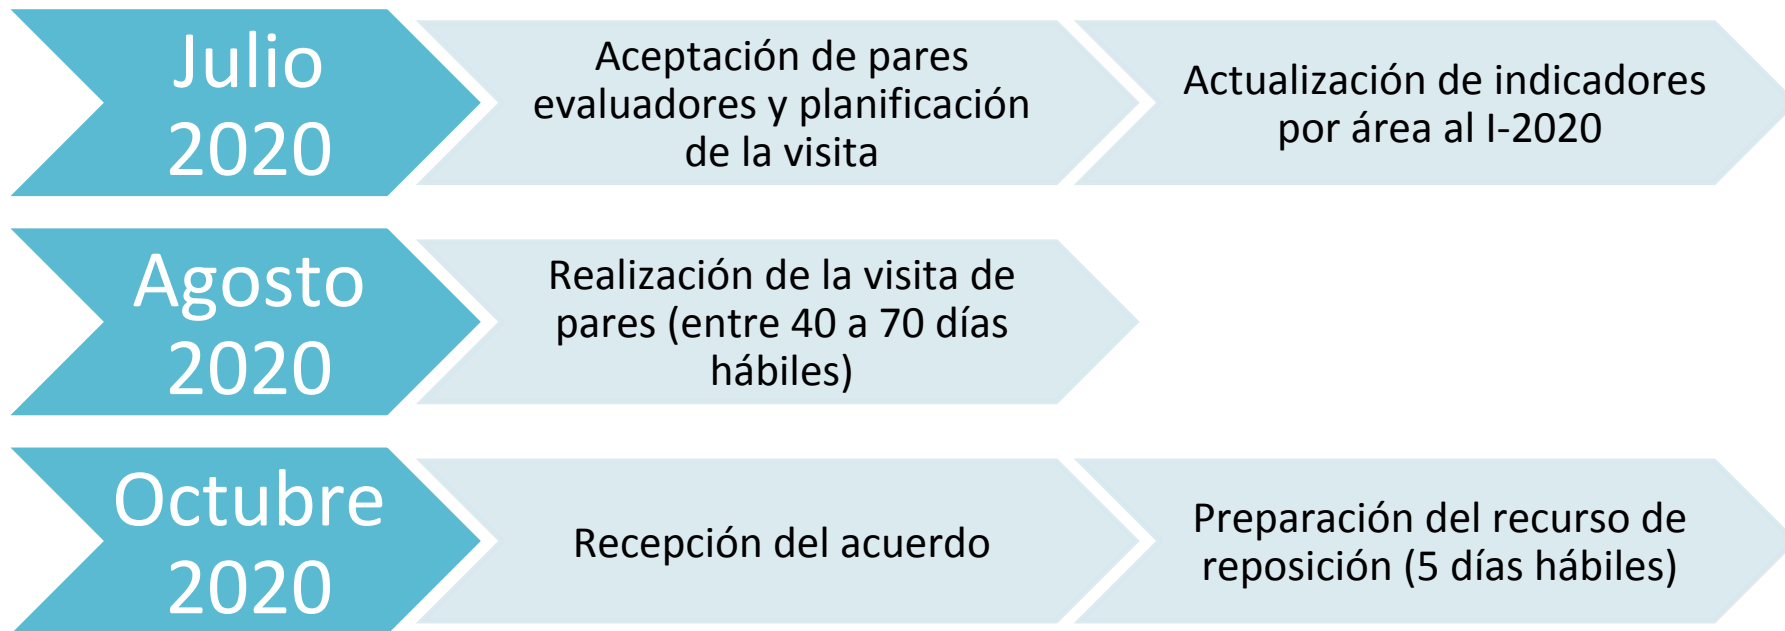 Julio
2020
Aceptación de pares
evaluadores y planificación
de la visita
Actualización de indicadores
por área al I-2020
Agosto
2020
Realización de la visita de
pares (entre 40 a 70 días
hábiles)
Octubre
2020
Recepción del acuerdo
Preparación del recurso de
reposición (5 días hábiles)